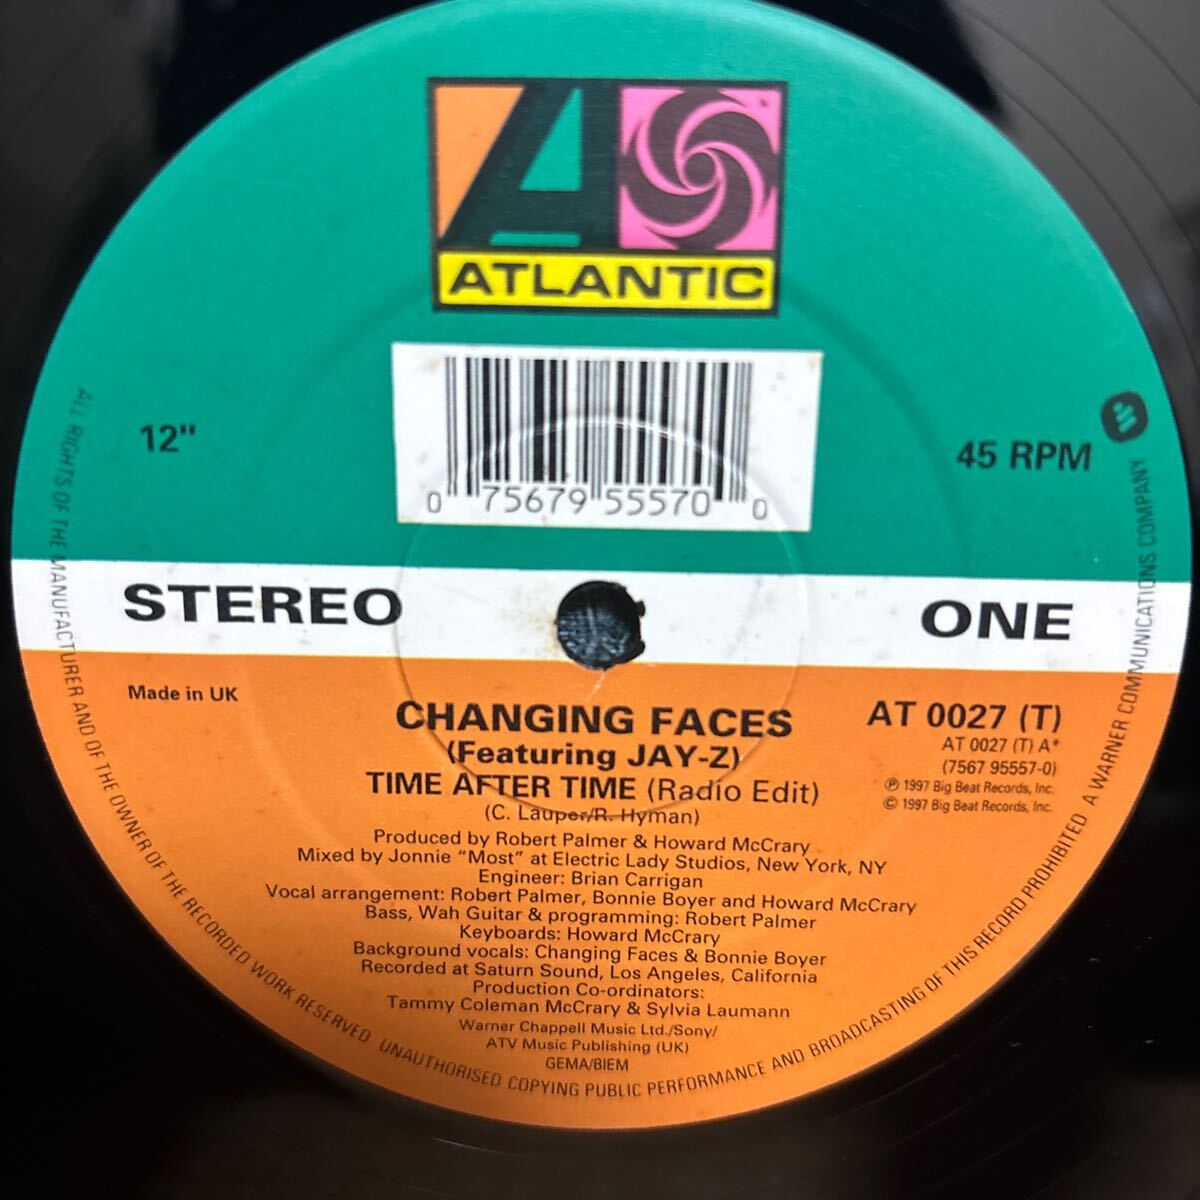 ATLANTIC
0 75679 55570 0
12"
45 RPM
STEREO
ONE
Made in UK
CHANGING FACES
(Featuring JAY-Z)
TIME AFTER TIME (Radio Edit)
(C. Lauper/R. Hyman)
AT 0027 (T)
AT 0027 (T) A*
(7567 95557-0)
℗ 1997 Big Beat Records, Inc.
© 1997 Big Beat Records, Inc.
Produced by Robert Palmer & Howard McCrary
Mixed by Jonnie "Most" at Electric Lady Studios, New York, NY
Engineer: Brian Carrigan
Vocal arrangement: Robert Palmer, Bonnie Boyer and Howard McCrary
Bass, Wah Guitar & programming: Robert Palmer
Keyboards: Howard McCrary
Background vocals: Changing Faces & Bonnie Boyer
Recorded at Saturn Sound, Los Angeles, California
Production Co-ordinators:
Tammy Coleman McCrary & Sylvia Laumann
Warner Chappell Music Ltd./Sony/
ATV Music Publishing (UK)
GEMA/BIEM
ALL RIGHTS OF THE MANUFACTURER AND OF THE OWNER OF THE RECORDED WORK RESERVED UNAUTHORISED COPYING PUBLIC PERFORMANCE AND BROADCASTING OF THIS RECORD PROHIBITED A WARNER COMMUNICATIONS COMPANY